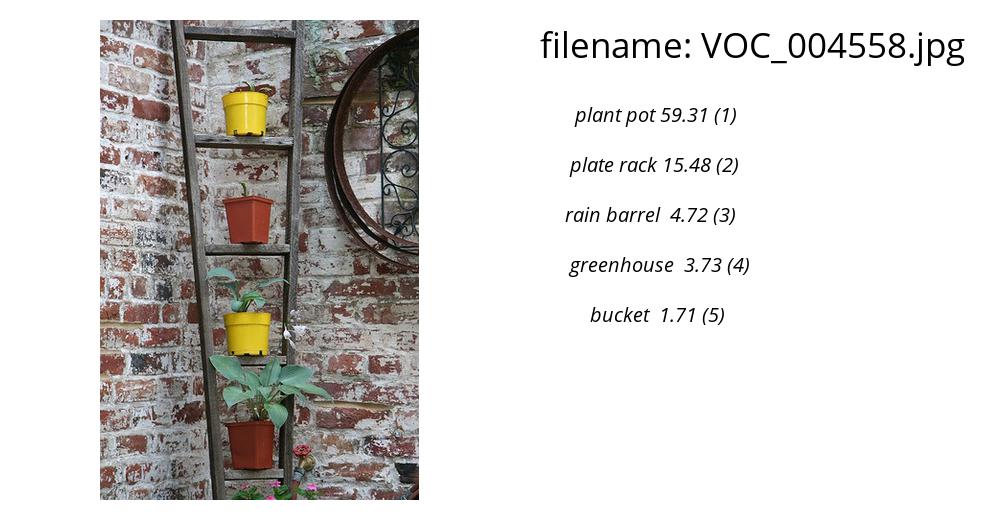 filename: VOC_004558.jpg
plant pot 59.31 (1)
plate rack 15.48 (2)
rain barrel 4.72 (3)
greenhouse 3.73 (4)
bucket 1.71 (5)